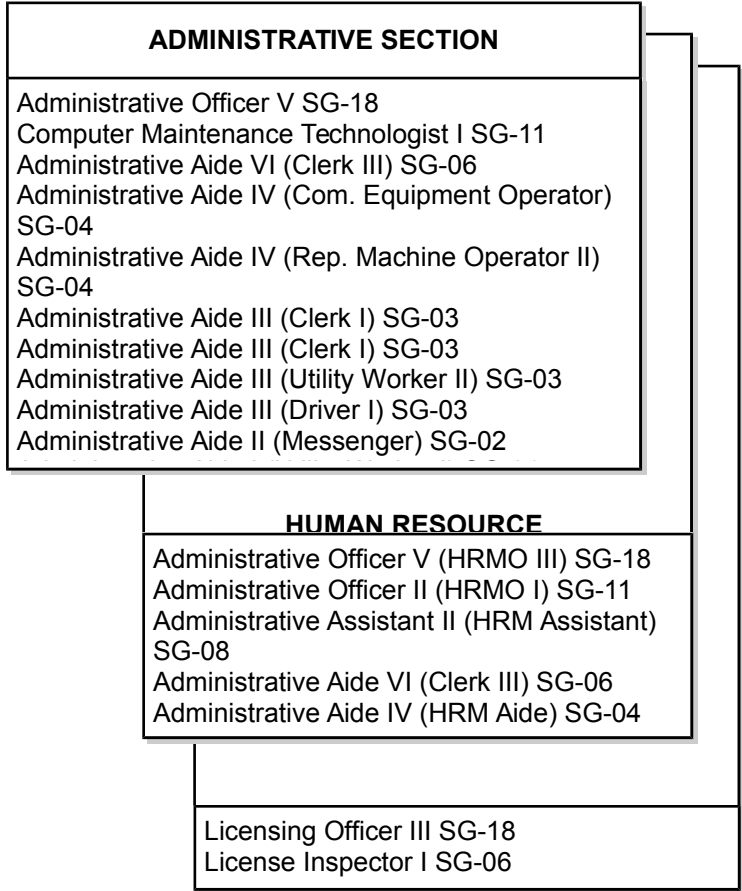 ADMINISTRATIVE SECTION
Administrative Officer V SG-18
Computer Maintenance Technologist I SG-11
Administrative Aide VI (Clerk III) SG-06
Administrative Aide IV (Com. Equipment Operator)
SG-04
Administrative Aide IV (Rep. Machine Operator II)
SG-04
Administrative Aide III (Clerk I) SG-03
Administrative Aide III (Clerk I) SG-03
Administrative Aide III (Utility Worker II) SG-03
Administrative Aide III (Driver I) SG-03
Administrative Aide II (Messenger) SG-02
HUMAN RESOURCE
Administrative Officer V (HRMO III) SG-18
Administrative Officer II (HRMO I) SG-11
Administrative Assistant II (HRM Assistant)
SG-08
Administrative Aide VI (Clerk III) SG-06
Administrative Aide IV (HRM Aide) SG-04
Licensing Officer III SG-18
License Inspector I SG-06